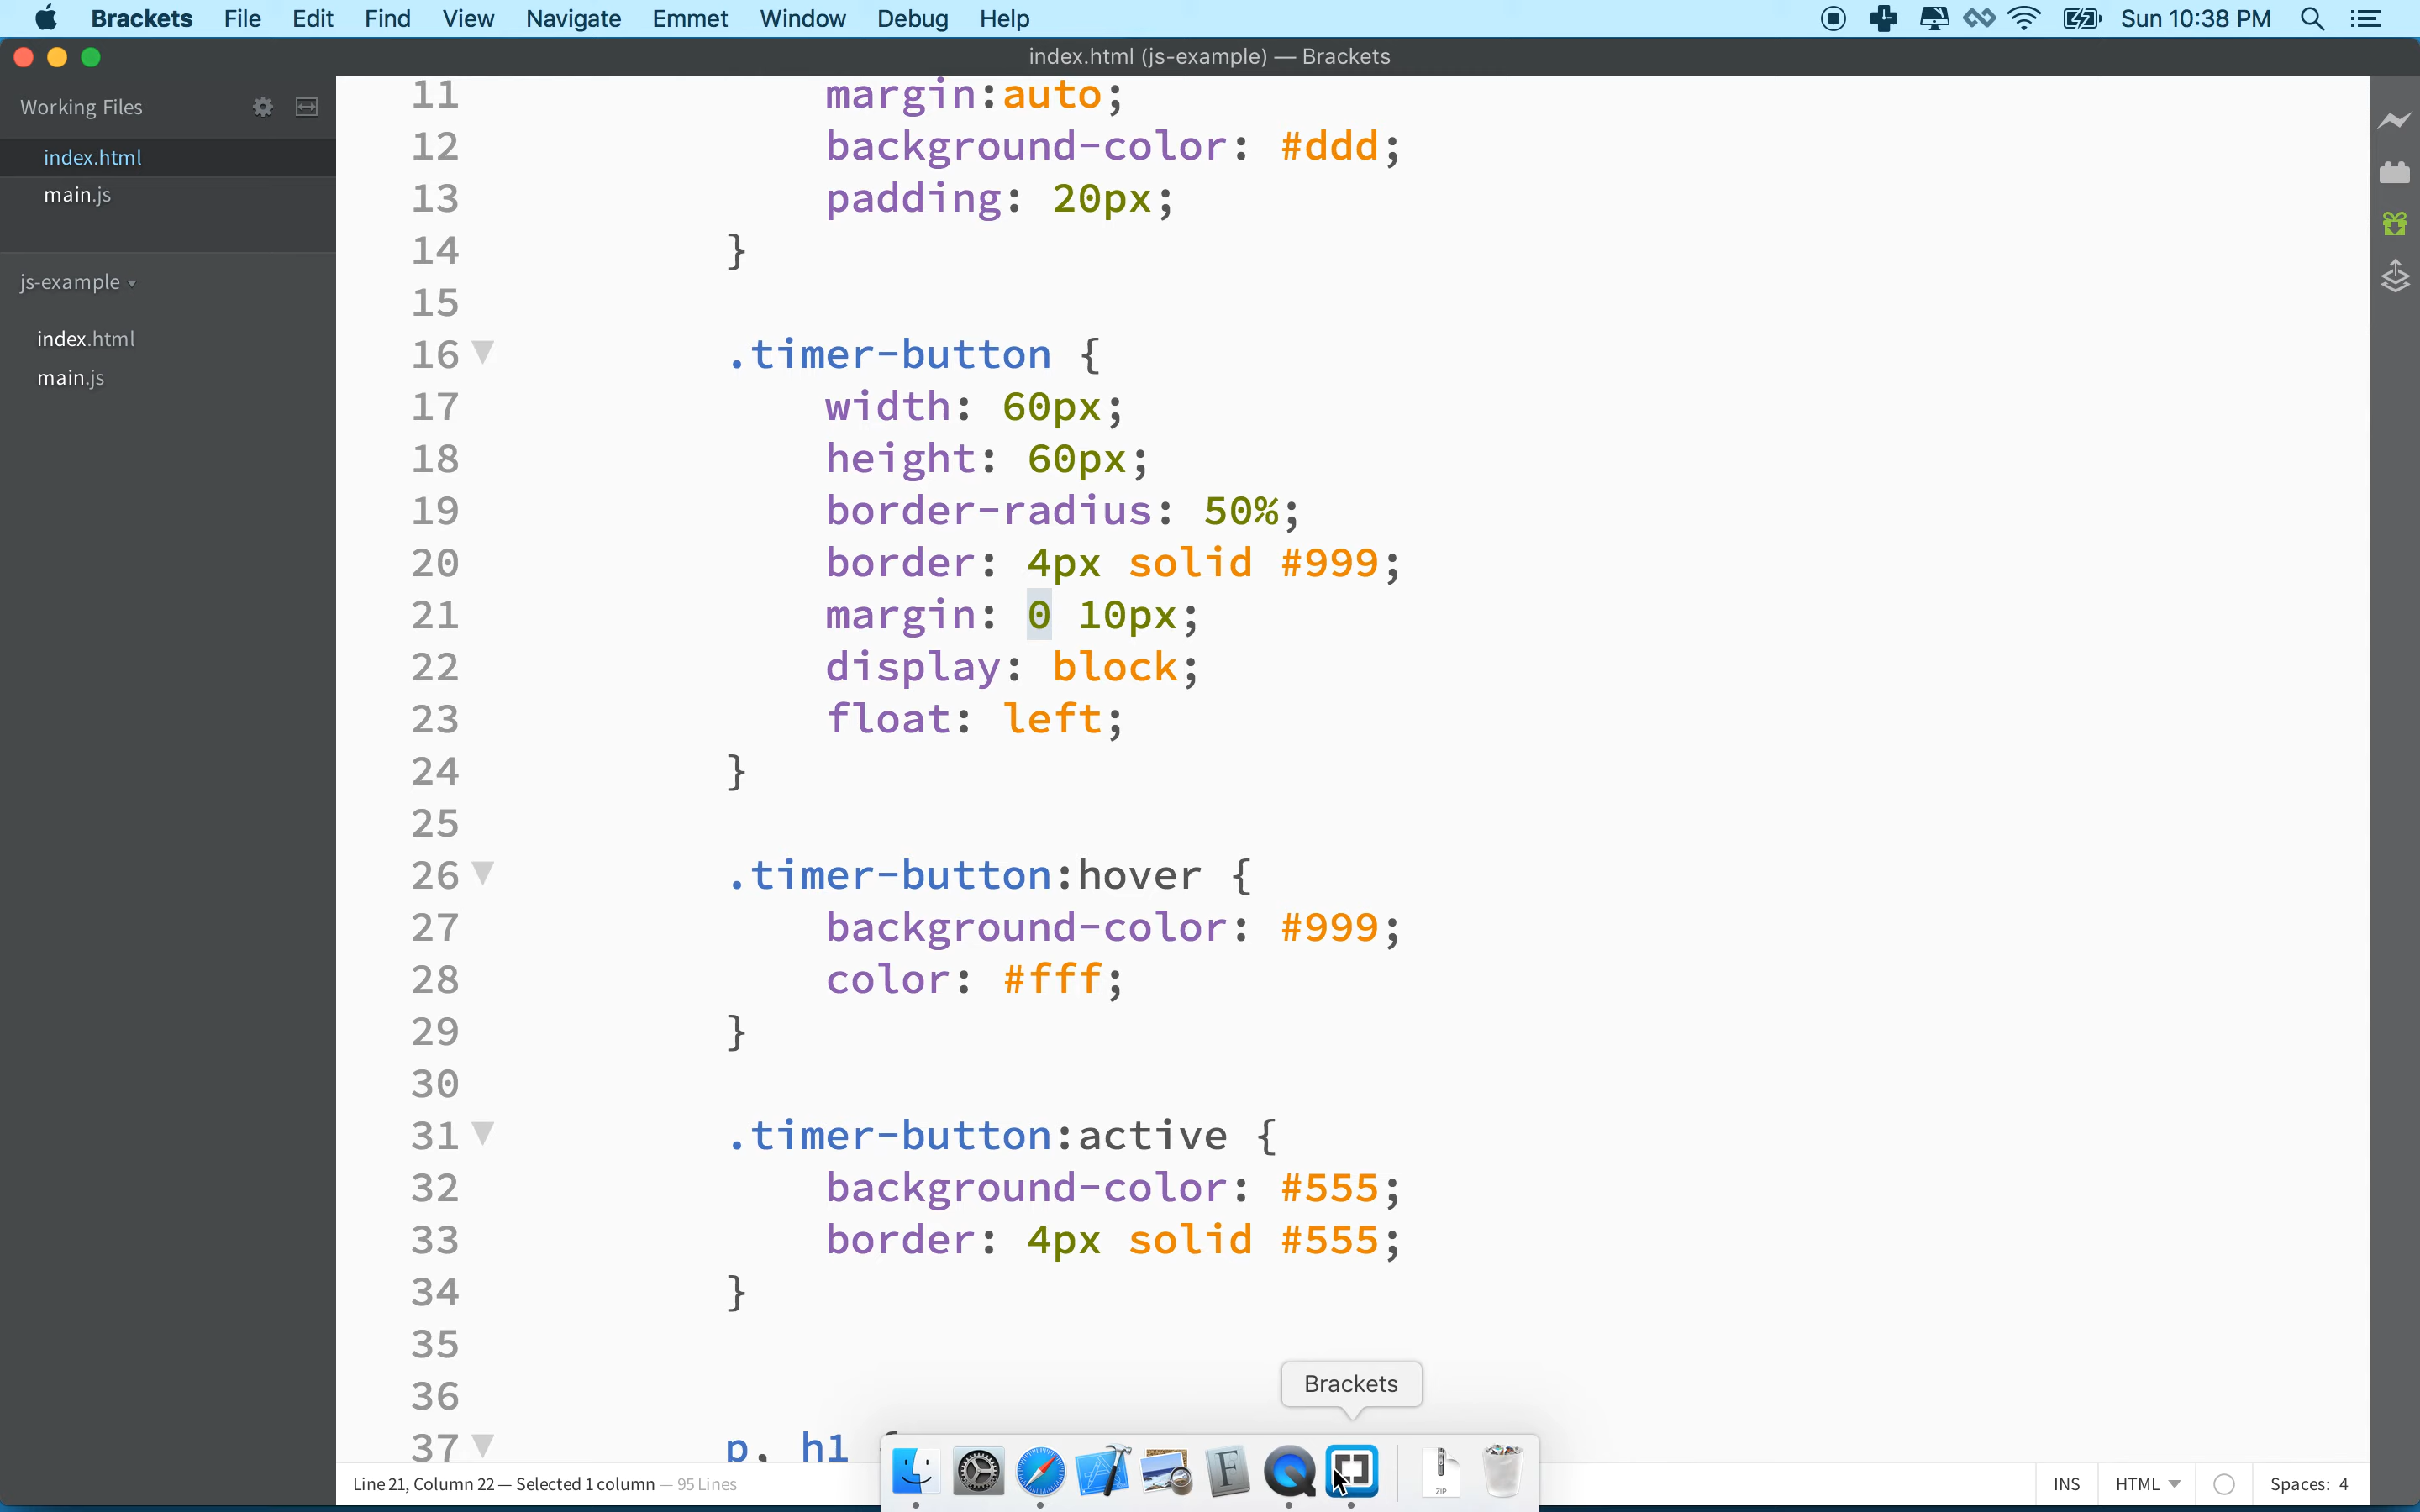 Brackets File Edit Find View Navigate Emmet Window Debug Help Sun 10:38 PM
index.html (js-example) — Brackets
Working Files
index.html
main.js
js-example
index.html
main.js
11 margin:auto;
12 background-color: #ddd;
13 padding: 20px;
14 }
15
16 .timer-button {
17 width: 60px;
18 height: 60px;
19 border-radius: 50%;
20 border: 4px solid #999;
21 margin: 0 10px;
22 display: block;
23 float: left;
24 }
25
26 .timer-button:hover {
27 background-color: #999;
28 color: #fff;
29 }
30
31 .timer-button:active {
32 background-color: #555;
33 border: 4px solid #555;
34 }
35
36
37 p, h1 {
Brackets
ZIP
Line 21, Column 22 — Selected 1 column — 95 Lines INS HTML Spaces: 4